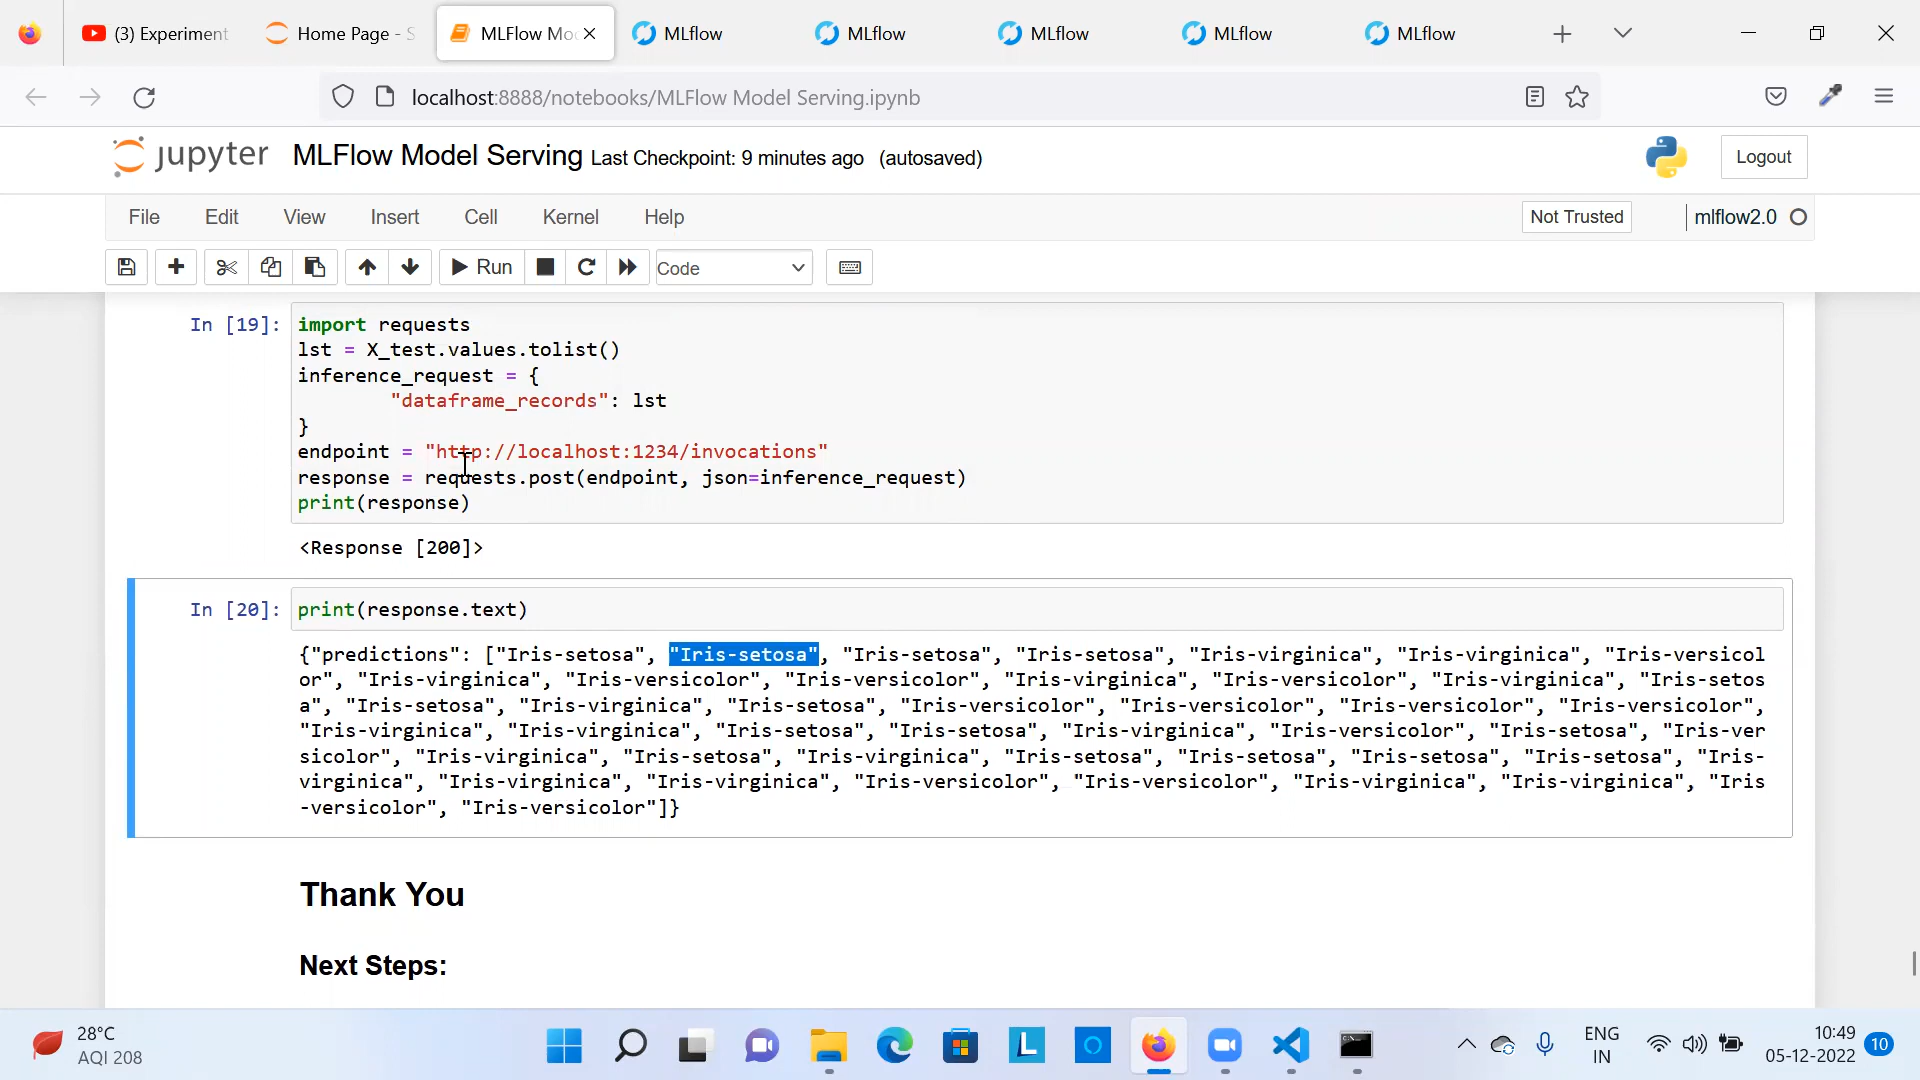 (3) Experiment
Home Page - S
MLFlow Mo
MLflow
MLflow
MLflow
MLflow
MLflow
localhost:8888/notebooks/MLFlow Model Serving.ipynb
jupyter
MLFlow Model Serving Last Checkpoint: 9 minutes ago (autosaved)
Logout
File Edit View Insert Cell Kernel Help
Not Trusted
mlflow2.0
Run
Code
In [19]:
import requests
lst = X_test.values.tolist()
inference_request = {
"dataframe_records": lst
}
endpoint = "http://localhost:1234/invocations"
response = requests.post(endpoint, json=inference_request)
print(response)
<Response [200]>
In [20]:
print(response.text)
{"predictions": ["Iris-setosa", "Iris-setosa", "Iris-setosa", "Iris-setosa", "Iris-virginica", "Iris-virginica", "Iris-versicol
or", "Iris-virginica", "Iris-versicolor", "Iris-versicolor", "Iris-virginica", "Iris-versicolor", "Iris-virginica", "Iris-setos
a", "Iris-setosa", "Iris-virginica", "Iris-setosa", "Iris-versicolor", "Iris-versicolor", "Iris-versicolor", "Iris-versicolor",
"Iris-virginica", "Iris-virginica", "Iris-setosa", "Iris-setosa", "Iris-virginica", "Iris-versicolor", "Iris-setosa", "Iris-ver
sicolor", "Iris-virginica", "Iris-setosa", "Iris-virginica", "Iris-setosa", "Iris-setosa", "Iris-setosa", "Iris-setosa", "Iris-
virginica", "Iris-virginica", "Iris-virginica", "Iris-versicolor", "Iris-versicolor", "Iris-virginica", "Iris-virginica", "Iris
-versicolor", "Iris-versicolor"]}
Thank You
Next Steps:
28°C
AQI 208
L
ENG
IN
10:49
05-12-2022
10